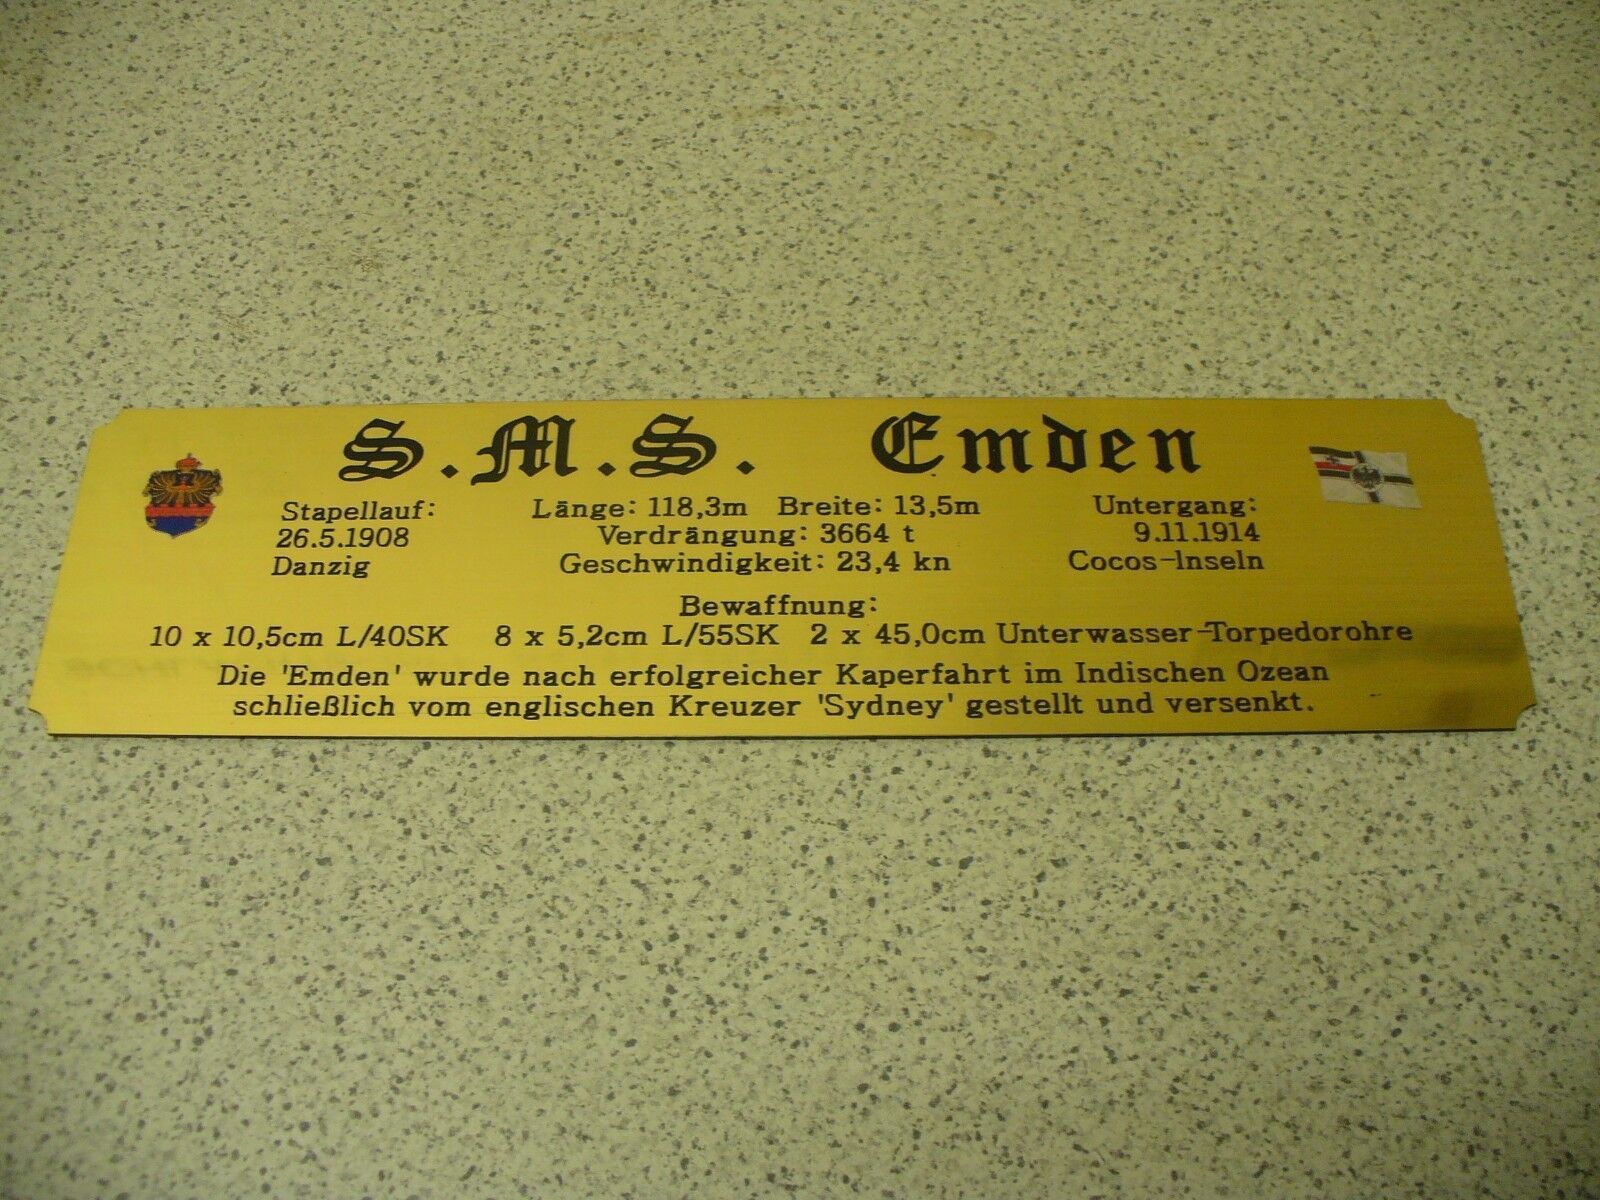 S.M.S. Emden
Stapellauf: Länge: 118,3m Breite: 13,5m Untergang:
26.5.1908 Verdrängung: 3664 t 9.11.1914
Danzig Geschwindigkeit: 23,4 kn Cocos-Inseln
Bewaffnung:
10 x 10,5cm L/40SK 8 x 5,2cm L/55SK 2 x 45,0cm Unterwasser-Torpedorohre
Die 'Emden' wurde nach erfolgreicher Kaperfahrt im Indischen Ozean
schließlich vom englischen Kreuzer 'Sydney' gestellt und versenkt.